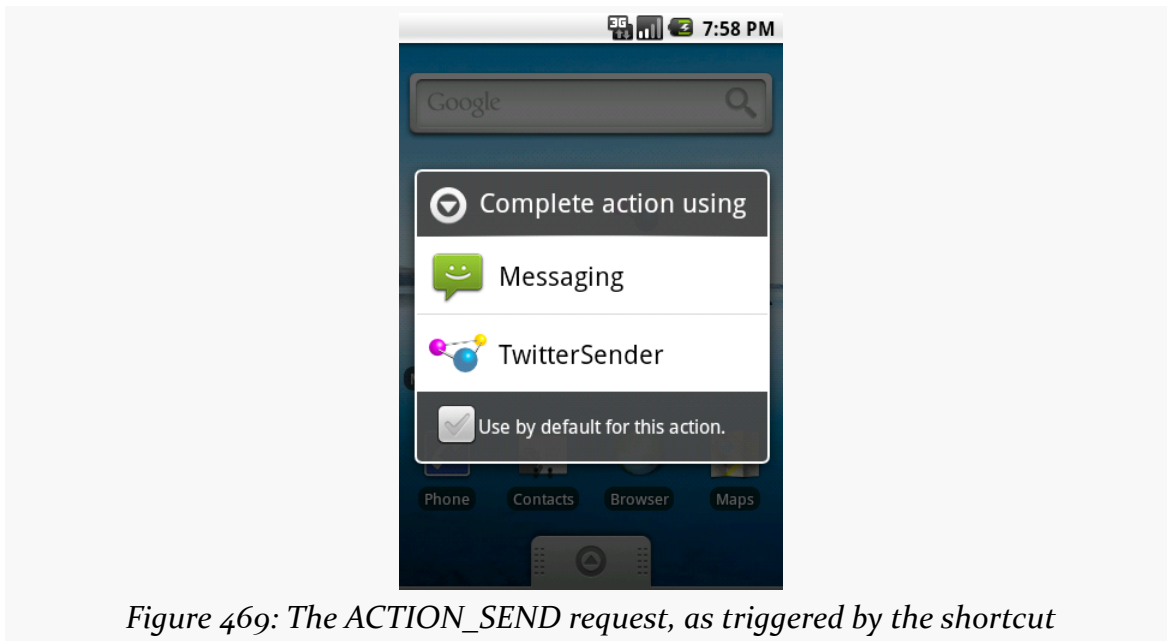 3G 7:58 PM
Google
Complete action using
Messaging
TwitterSender
Use by default for this action.
Phone Contacts Browser Maps
Figure 469: The ACTION_SEND request, as triggered by the shortcut